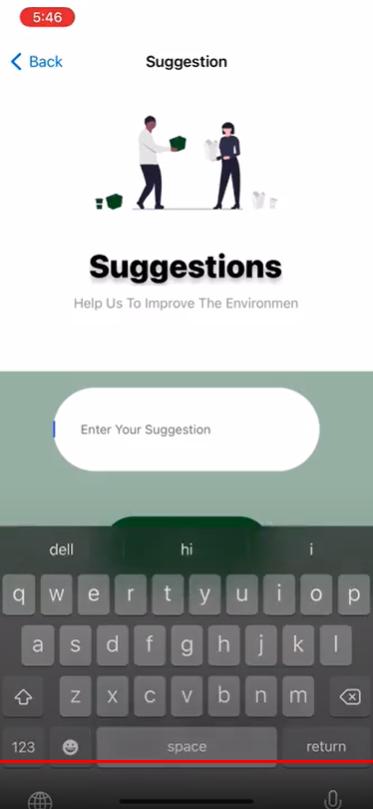 5:46
Back Suggestion
Suggestions
Help Us To Improve The Environmen
Enter Your Suggestion
dell hi i
q w e r t y u i o p
a s d f g h j k l
z x c v b n m
123 space return